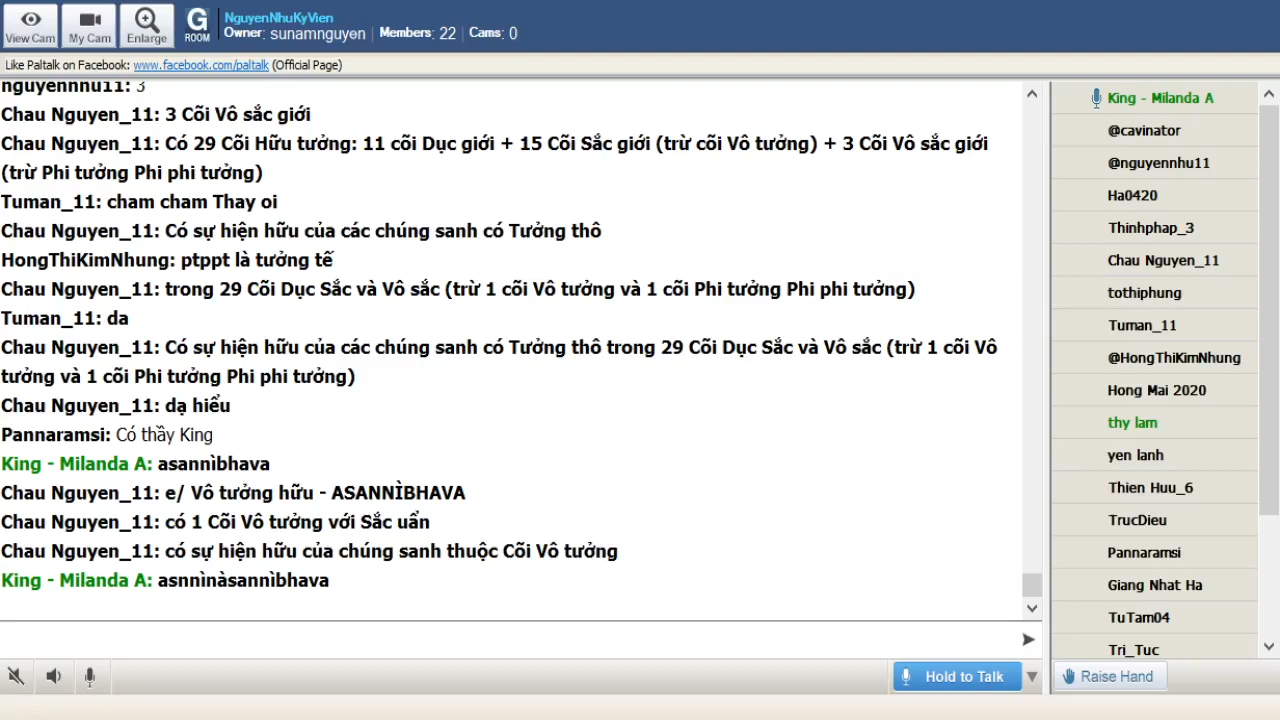 View Cam
My Cam
Enlarge
G
ROOM
NguyenNhuKyVien
Owner: sunamnguyen | Members: 22 | Cams: 0
Like Paltalk on Facebook: www.facebook.com/paltalk (Official Page)
nguyennhu11: 3
Chau Nguyen_11: 3 Cõi Vô sắc giới
Chau Nguyen_11: Có 29 Cõi Hữu tưởng: 11 cõi Dục giới + 15 Cõi Sắc giới (trừ cõi Vô tưởng) + 3 Cõi Vô sắc giới
(trừ Phi tưởng Phi phi tưởng)
Tuman_11: cham cham Thay oi
Chau Nguyen_11: Có sự hiện hữu của các chúng sanh có Tưởng thô
HongThiKimNhung: ptppt là tưởng tế
Chau Nguyen_11: trong 29 Cõi Dục Sắc và Vô sắc (trừ 1 cõi Vô tưởng và 1 cõi Phi tưởng Phi phi tưởng)
Tuman_11: da
Chau Nguyen_11: Có sự hiện hữu của các chúng sanh có Tưởng thô trong 29 Cõi Dục Sắc và Vô sắc (trừ 1 cõi Vô
tưởng và 1 cõi Phi tưởng Phi phi tưởng)
Chau Nguyen_11: dạ hiểu
Pannaramsi: Có thầy King
King - Milanda A: asannìbhava
Chau Nguyen_11: e/ Vô tưởng hữu - ASANNÌBHAVA
Chau Nguyen_11: có 1 Cõi Vô tưởng với Sắc uẩn
Chau Nguyen_11: có sự hiện hữu của chúng sanh thuộc Cõi Vô tưởng
King - Milanda A: asnnìnàsannìbhava
Hold to Talk
King - Milanda A
@cavinator
@nguyennhu11
Ha0420
Thinhphap_3
Chau Nguyen_11
tothiphung
Tuman_11
@HongThiKimNhung
Hong Mai 2020
thy lam
yen lanh
Thien Huu_6
TrucDieu
Pannaramsi
Giang Nhat Ha
TuTam04
Tri_Tuc
Raise Hand